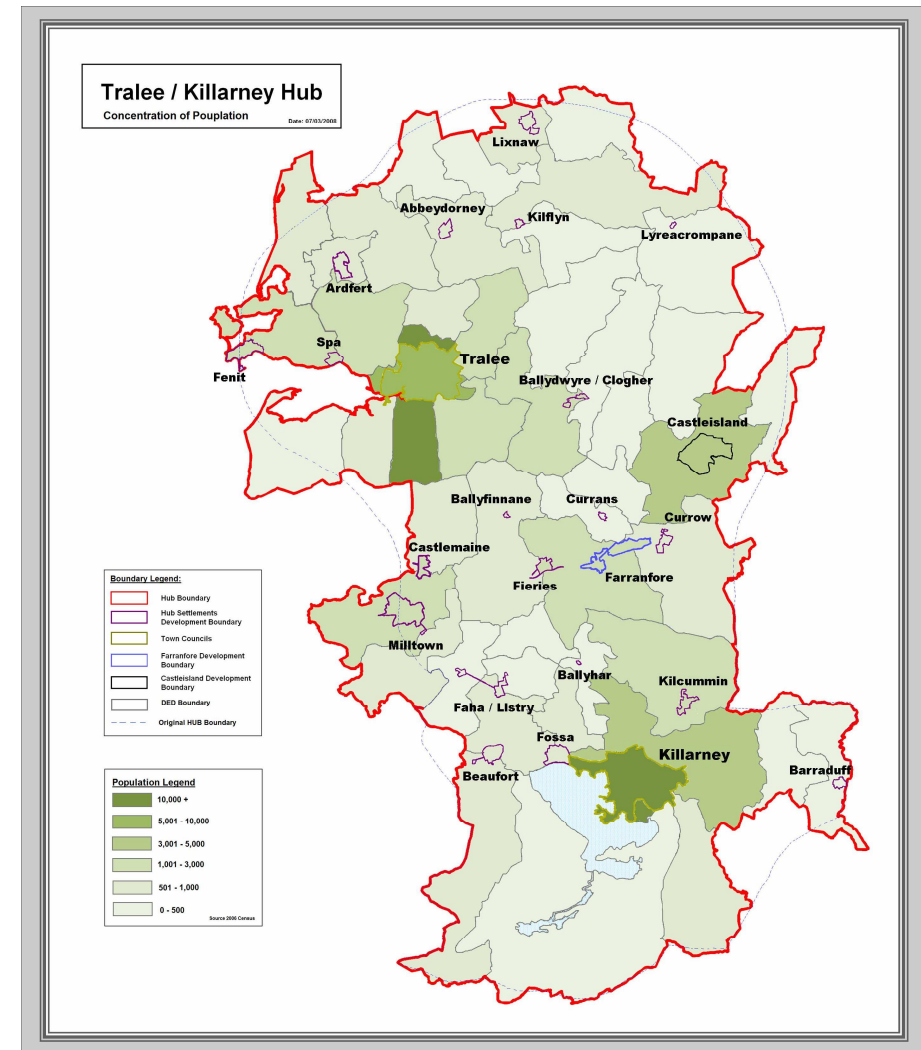 Tralee / Killarney Hub
Concentration of Pouplation
Date: 07/03/2008
Lixnaw
Abbeydorney
Kilflyn
Lyreacrompane
Ardfert
Spa
Tralee
Fenit
Ballydwyre / Clogher
Castleisland
Ballyfinnane
Currans
Currow
Castlemaine
Fieries
Farranfore
Milltown
Ballyhar
Kilcummin
Faha / LIstry
Fossa
Killarney
Beaufort
Barraduff
Boundary Legend:
Hub Boundary
Hub Settlements
Development Boundary
Town Councils
Farranfore Development
Boundary
Castleisland Development
Boundary
DED Boundary
Original HUB Boundary
Population Legend
10,000 +
5,001 - 10,000
3,001 - 5,000
1,001 - 3,000
501 - 1,000
0 - 500
Source 2006 Census